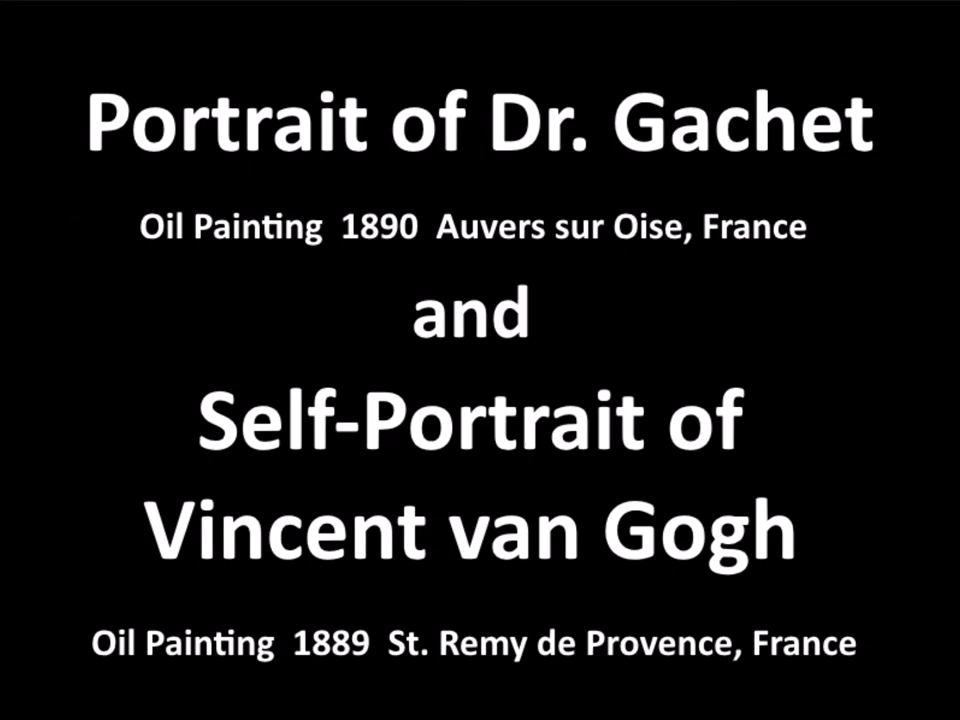 Portrait of Dr. Gachet
Oil Painting  1890  Auvers sur Oise, France
and
Self-Portrait of
Vincent van Gogh
Oil Painting  1889  St. Remy de Provence, France